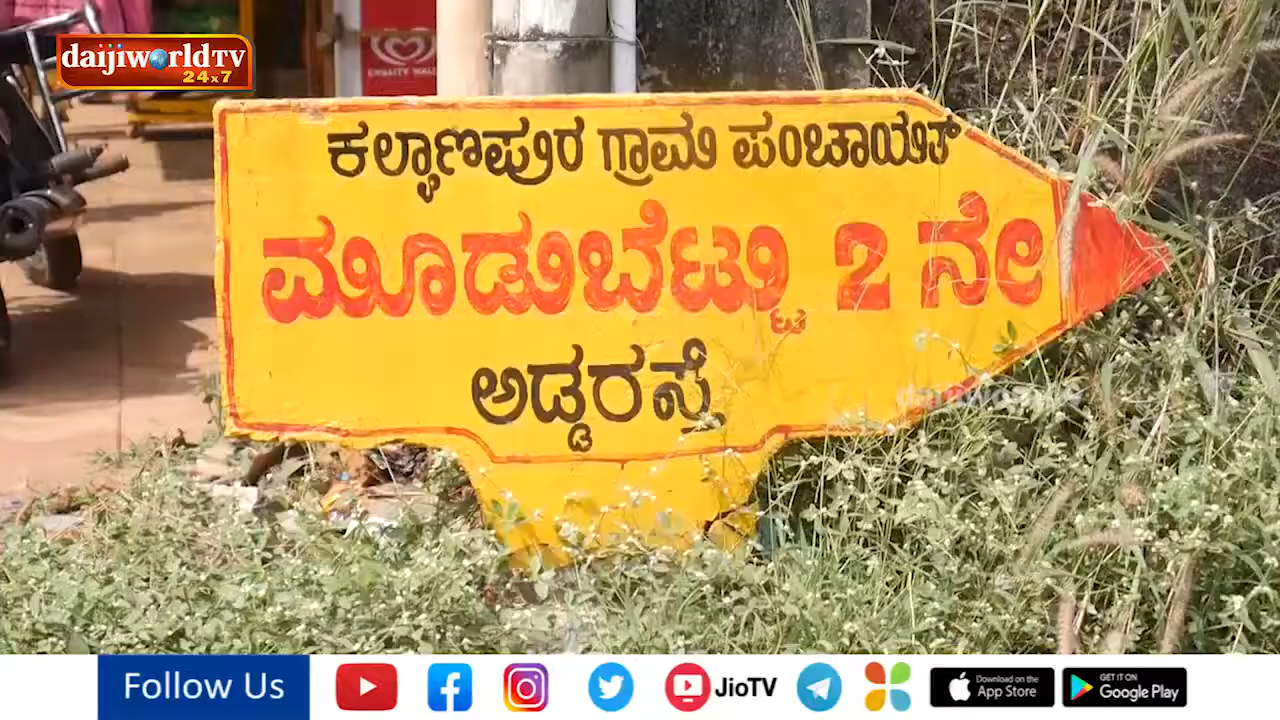 daijiworldTV
24x7
ಕಲ್ಯಾಣಪುರ ಗ್ರಾಮ ಪಂಚಾಯತ್
ಮೂಡುಬೆಟ್ಟು 2 ನೇ
ಅಡ್ಡರಸ್ತೆ
Follow Us
JioTV
Download on the
App Store
GET IT ON
Google Play